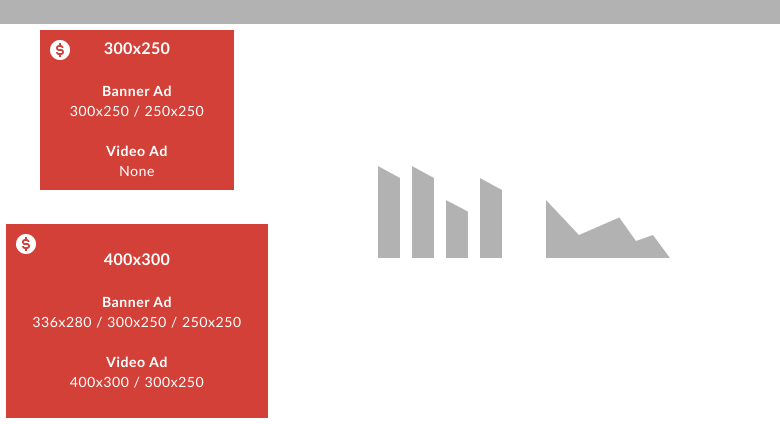 $
300x250
Banner Ad
300x250 / 250x250
Video Ad
None
$
400x300
Banner Ad
336x280 / 300x250 / 250x250
Video Ad
400x300 / 300x250